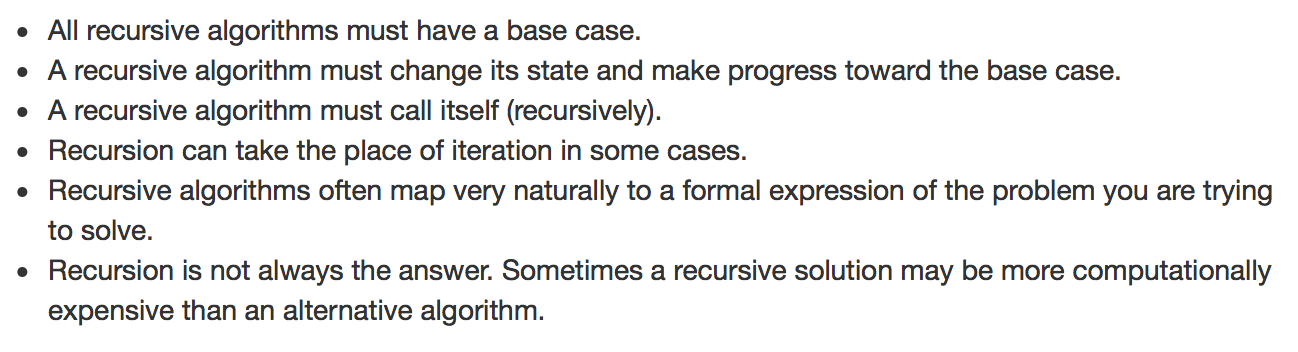 • All recursive algorithms must have a base case.
• A recursive algorithm must change its state and make progress toward the base case.
• A recursive algorithm must call itself (recursively).
• Recursion can take the place of iteration in some cases.
• Recursive algorithms often map very naturally to a formal expression of the problem you are trying
to solve.
• Recursion is not always the answer. Sometimes a recursive solution may be more computationally
expensive than an alternative algorithm.